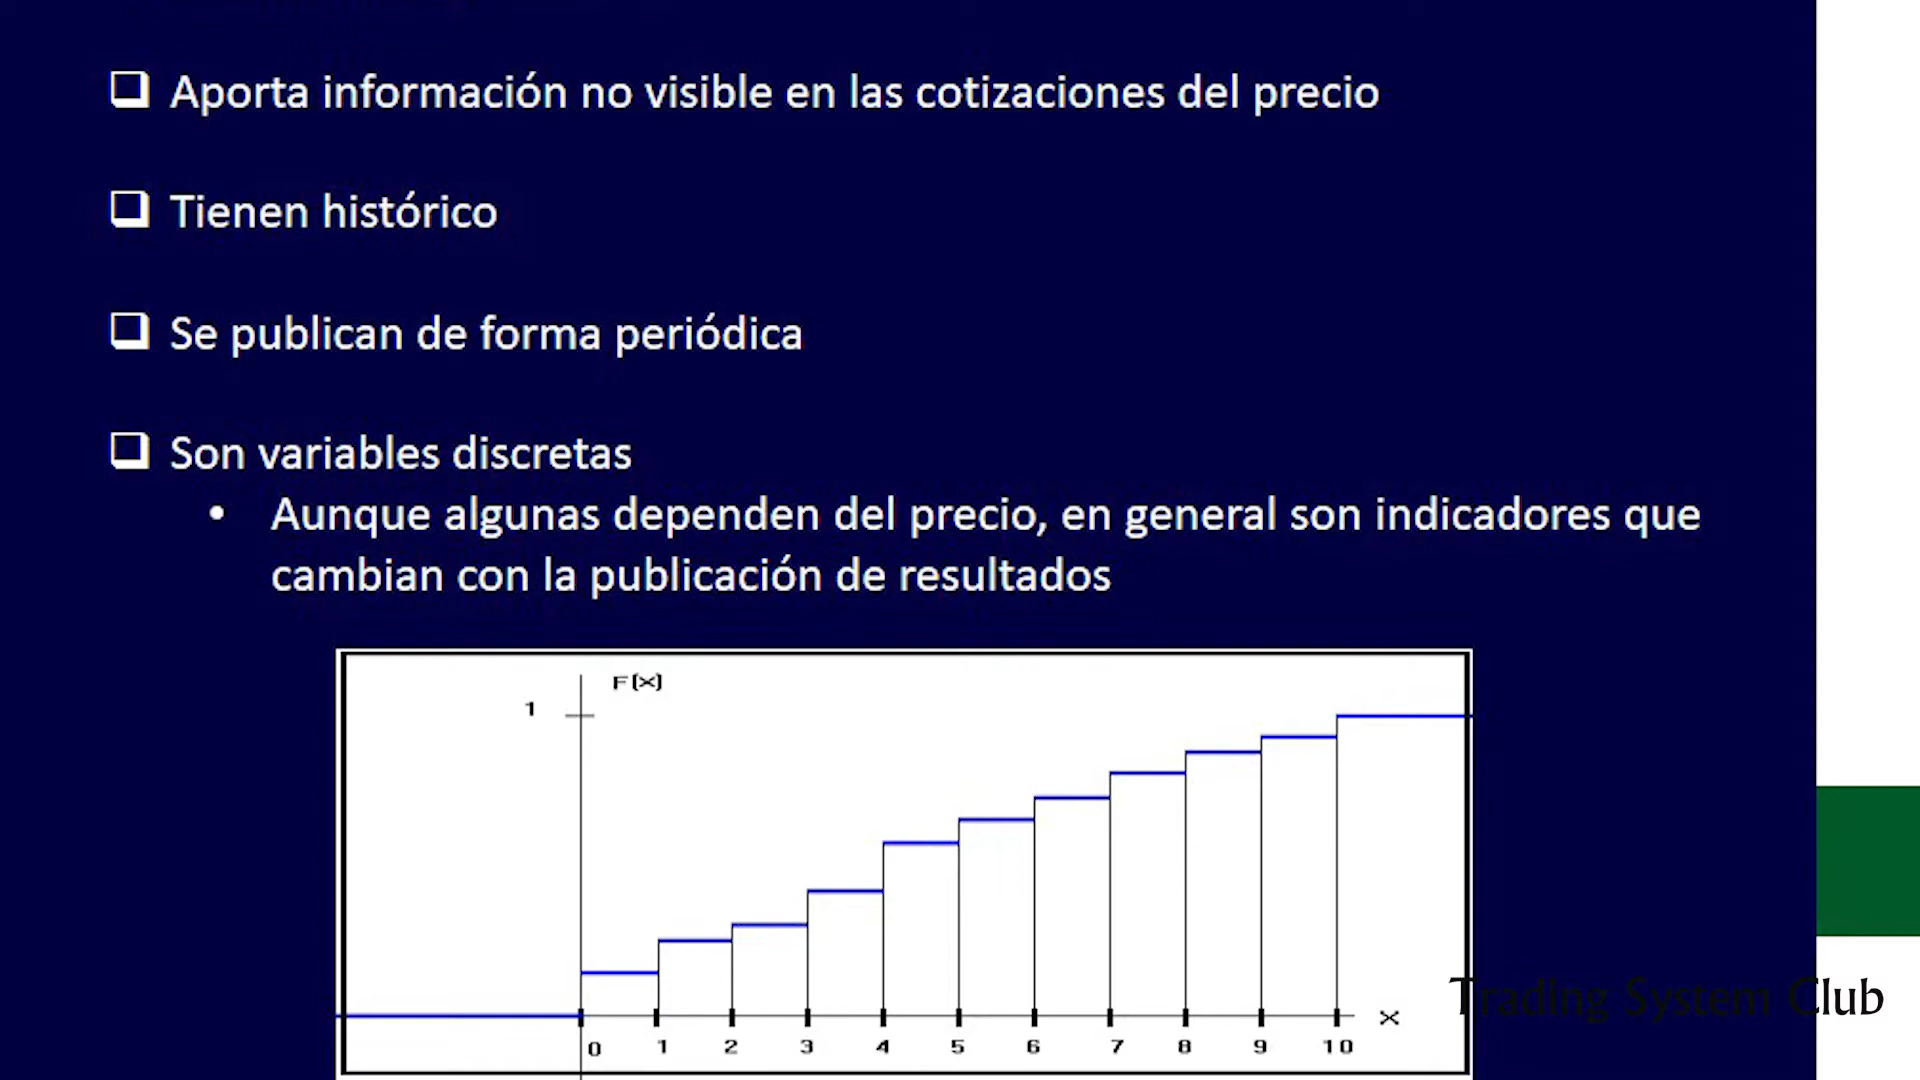 Aporta información no visible en las cotizaciones del precio
Tienen histórico
Se publican de forma periódica
Son variables discretas
• Aunque algunas dependen del precio, en general son indicadores que
cambian con la publicación de resultados
F(x)
1
x
0 1 2 3 4 5 6 7 8 9 10
Trading System Club